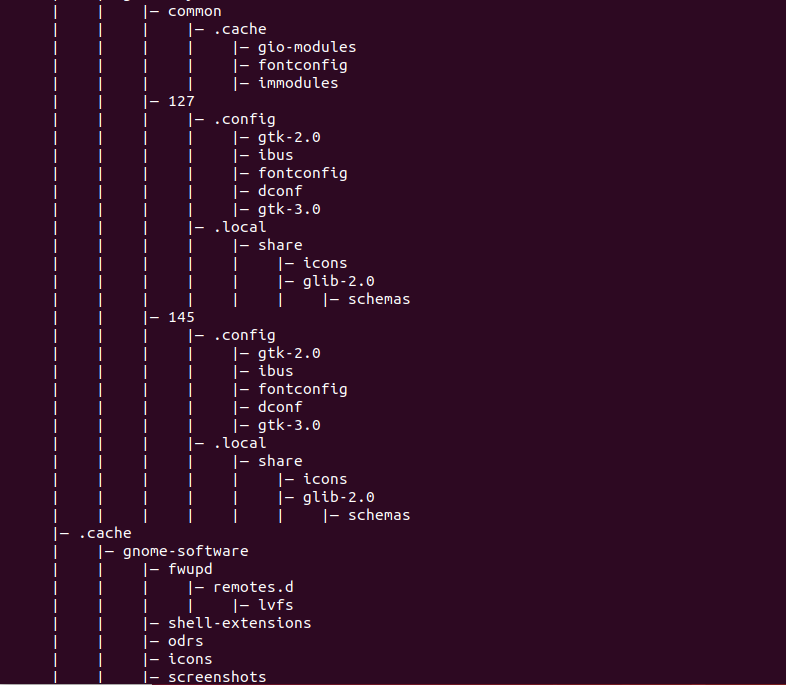 |    |    |— common
|    |    |    |— .cache
|    |    |    |    |— gio-modules
|    |    |    |    |— fontconfig
|    |    |    |    |— immodules
|    |    |— 127
|    |    |    |— .config
|    |    |    |    |— gtk-2.0
|    |    |    |    |— ibus
|    |    |    |    |— fontconfig
|    |    |    |    |— dconf
|    |    |    |    |— gtk-3.0
|    |    |    |— .local
|    |    |    |    |— share
|    |    |    |    |    |— icons
|    |    |    |    |    |— glib-2.0
|    |    |    |    |    |    |— schemas
|    |    |— 145
|    |    |    |— .config
|    |    |    |    |— gtk-2.0
|    |    |    |    |— ibus
|    |    |    |    |— fontconfig
|    |    |    |    |— dconf
|    |    |    |    |— gtk-3.0
|    |    |    |— .local
|    |    |    |    |— share
|    |    |    |    |    |— icons
|    |    |    |    |    |— glib-2.0
|    |    |    |    |    |    |— schemas
|— .cache
|    |— gnome-software
|    |    |— fwupd
|    |    |    |— remotes.d
|    |    |    |    |— lvfs
|    |    |— shell-extensions
|    |    |— odrs
|    |    |— icons
|    |    |— screenshots